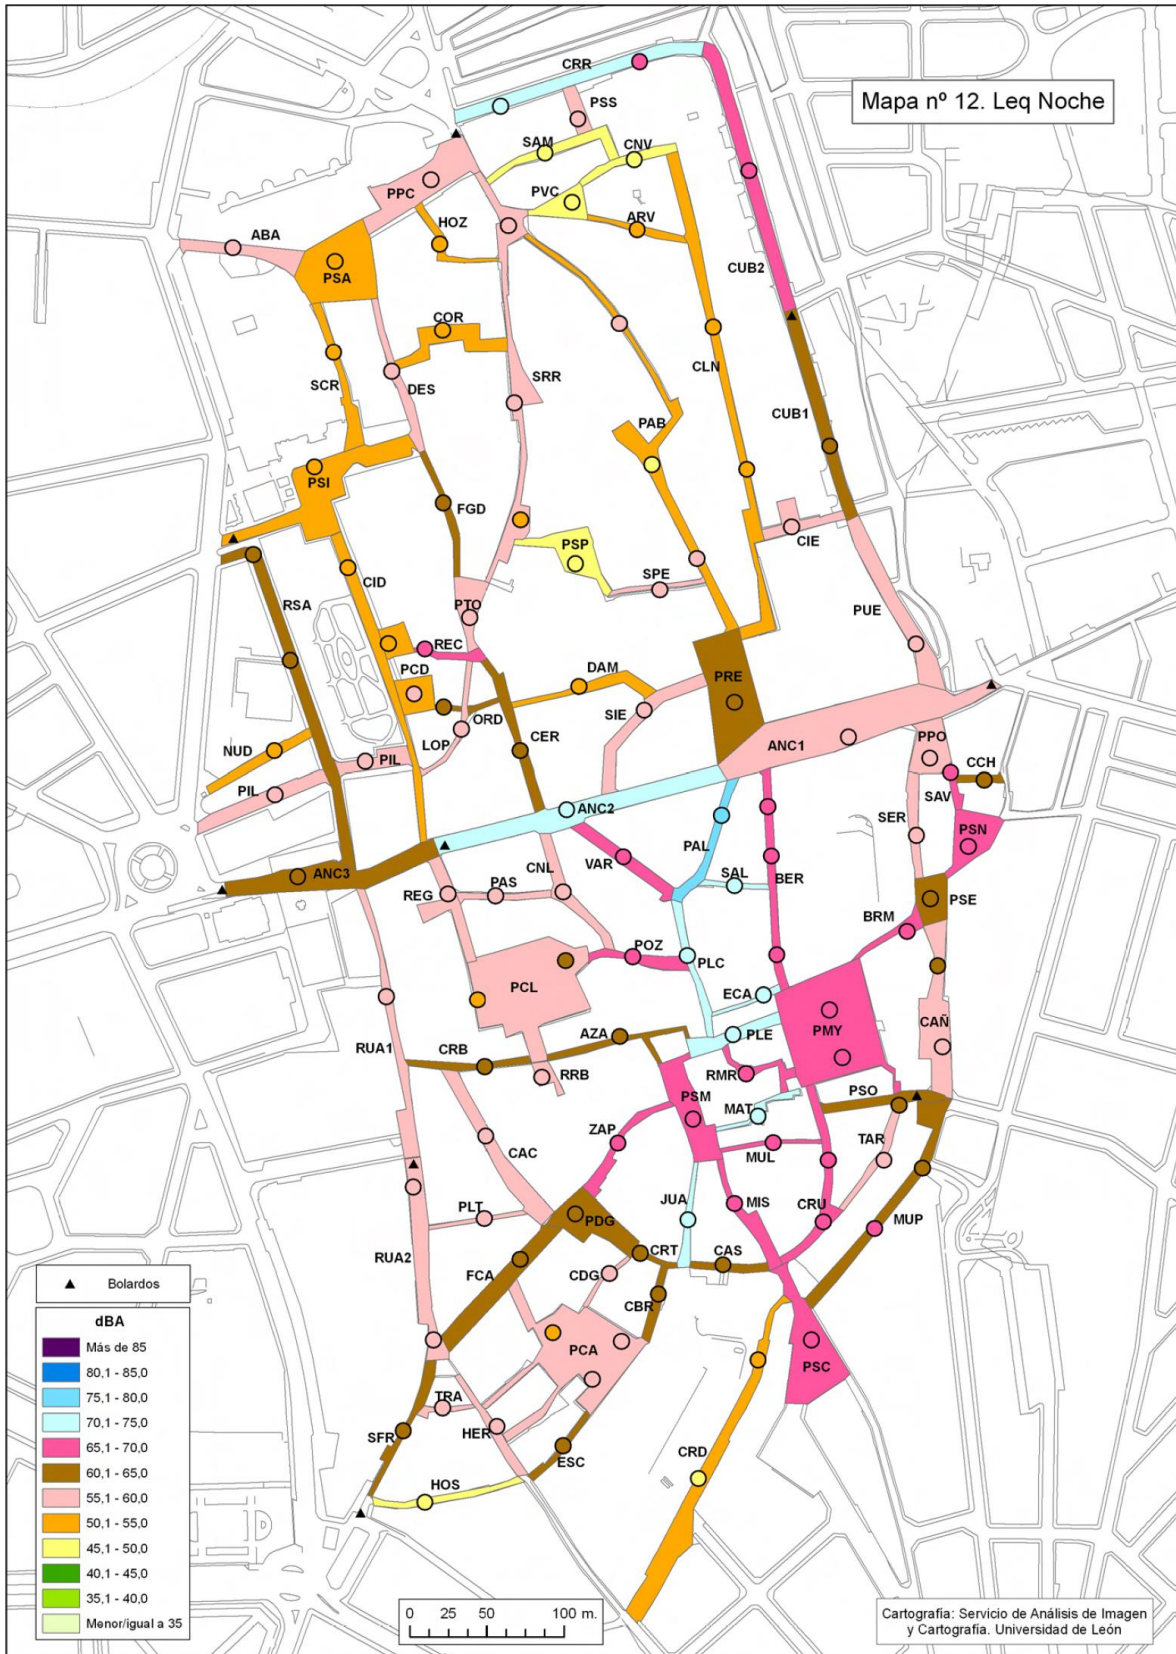 Mapa nº 12. Leq Noche
CRR
PSS
SAM
CNV
PPC
PVC
HOZ
ARV
ABA
PSA
CUB2
COR
SCR
DES
SRR
CLN
CUB1
PAB
PSI
FGD
CIE
PSP
CID
SPE
RSA
PTO
PUE
REC
DAM
PCD
PRE
SIE
ORD
LOP
CER
NUD
PIL
ANC1
PPO
CCH
PIL
SAV
ANC2
SER
PSN
PAL
VAR
SAL
BER
ANC3
CNL
REG
PAS
PSE
BRM
POZ
PLC
PCL
ECA
PMY
CAÑ
AZA
PLE
RUA1
CRB
RRB
RMR
PSO
PSM
MAT
ZAP
TAR
CAC
MUL
PLT
JUA
MIS
CRU
MUP
PDG
RUA2
CRT
CAS
FCA
CDG
CBR
PCA
PSC
TRA
HER
SFR
ESC
CRD
HOS
Bolardos
dBA
Más de 85
80,1 - 85,0
75,1 - 80,0
70,1 - 75,0
65,1 - 70,0
60,1 - 65,0
55,1 - 60,0
50,1 - 55,0
45,1 - 50,0
40,1 - 45,0
35,1 - 40,0
Menor/igual a 35
0 25 50 100 m.
Cartografía: Servicio de Análisis de Imagen
y Cartografía. Universidad de León